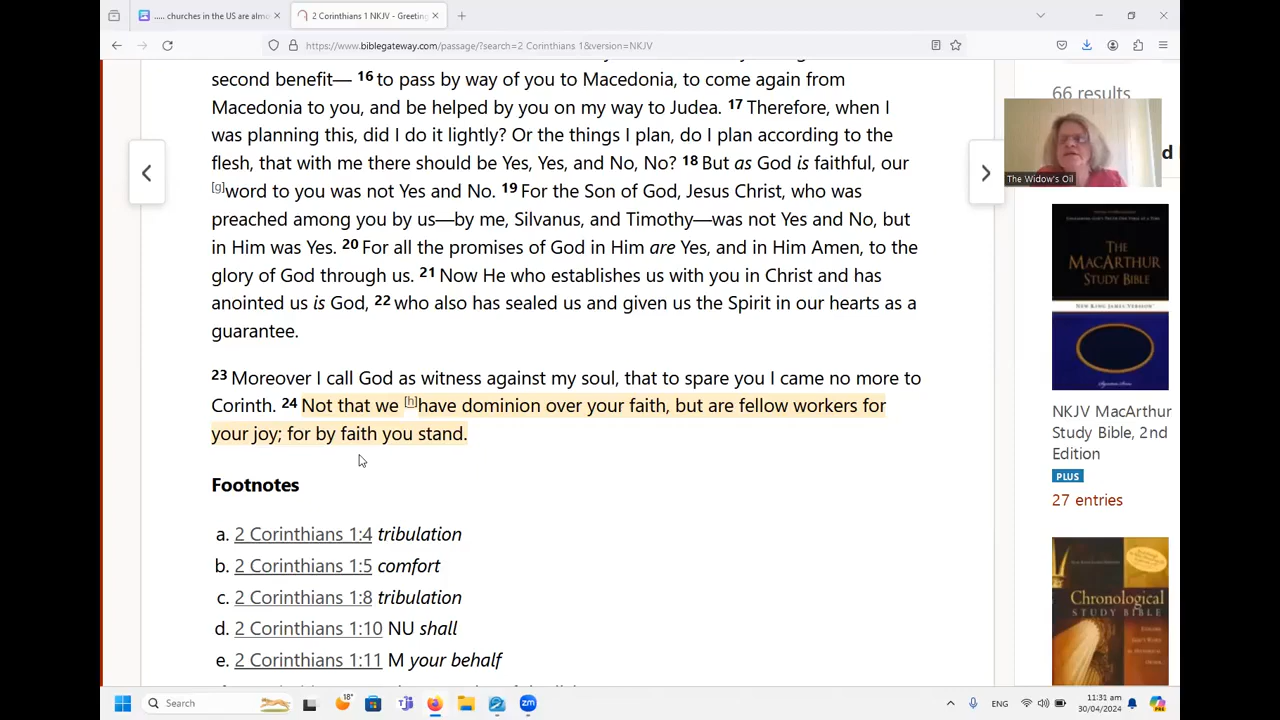 ..... churches in the US are almo
2 Corinthians 1 NKJV - Greeting
https://www.biblegateway.com/passage/?search=2 Corinthians 1&version=NKJV
second benefit— 16 to pass by way of you to Macedonia, to come again from
Macedonia to you, and be helped by you on my way to Judea. 17 Therefore, when I
was planning this, did I do it lightly? Or the things I plan, do I plan according to the
flesh, that with me there should be Yes, Yes, and No, No? 18 But as God is faithful, our
[g]word to you was not Yes and No. 19 For the Son of God, Jesus Christ, who was
preached among you by us—by me, Silvanus, and Timothy—was not Yes and No, but
in Him was Yes. 20 For all the promises of God in Him are Yes, and in Him Amen, to the
glory of God through us. 21 Now He who establishes us with you in Christ and has
anointed us is God, 22 who also has sealed us and given us the Spirit in our hearts as a
guarantee.
23 Moreover I call God as witness against my soul, that to spare you I came no more to
Corinth. 24 Not that we [h]have dominion over your faith, but are fellow workers for
your joy; for by faith you stand.
Footnotes
a. 2 Corinthians 1:4 tribulation
b. 2 Corinthians 1:5 comfort
c. 2 Corinthians 1:8 tribulation
d. 2 Corinthians 1:10 NU shall
e. 2 Corinthians 1:11 M your behalf
66 results
The Widow's Oil
THE
MACARTHUR
STUDY BIBLE
NEW KING JAMES VERSION
NKJV MacArthur
Study Bible, 2nd
Edition
PLUS
27 entries
Chronological
STUDY BIBLE
Search
18°
ENG
11:31 am
30/04/2024
PRE